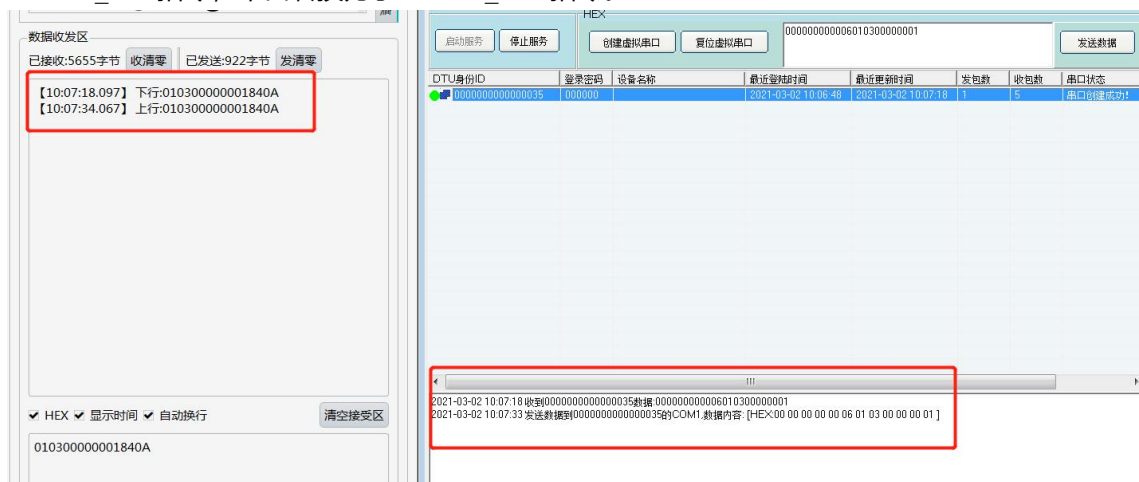 数据收发区
已接收:5655字节 收清零 已发送:922字节 发清零
【10:07:18.097】 下行:010300000001840A
【10:07:34.067】 上行:010300000001840A
HEX 显示时间 自动换行 清空接受区
010300000001840A
HEX
启动服务 停止服务 创建虚拟串口 复位虚拟串口 000000000006010300000001 发送数据
DTU身份ID 登录密码 设备名称 最近登陆时间 最近更新时间 发包数 收包数 串口状态
0000000000000035 000000 2021-03-02 10:06:48 2021-03-02 10:07:18 1 5 串口创建成功!
2021-03-02 10:07:18 收到0000000000000035数据:000000000006010300000001
2021-03-02 10:07:33 发送数据到0000000000000035的COM1.数据内容: [HEX:00 00 00 00 00 06 01 03 00 00 00 01 ]